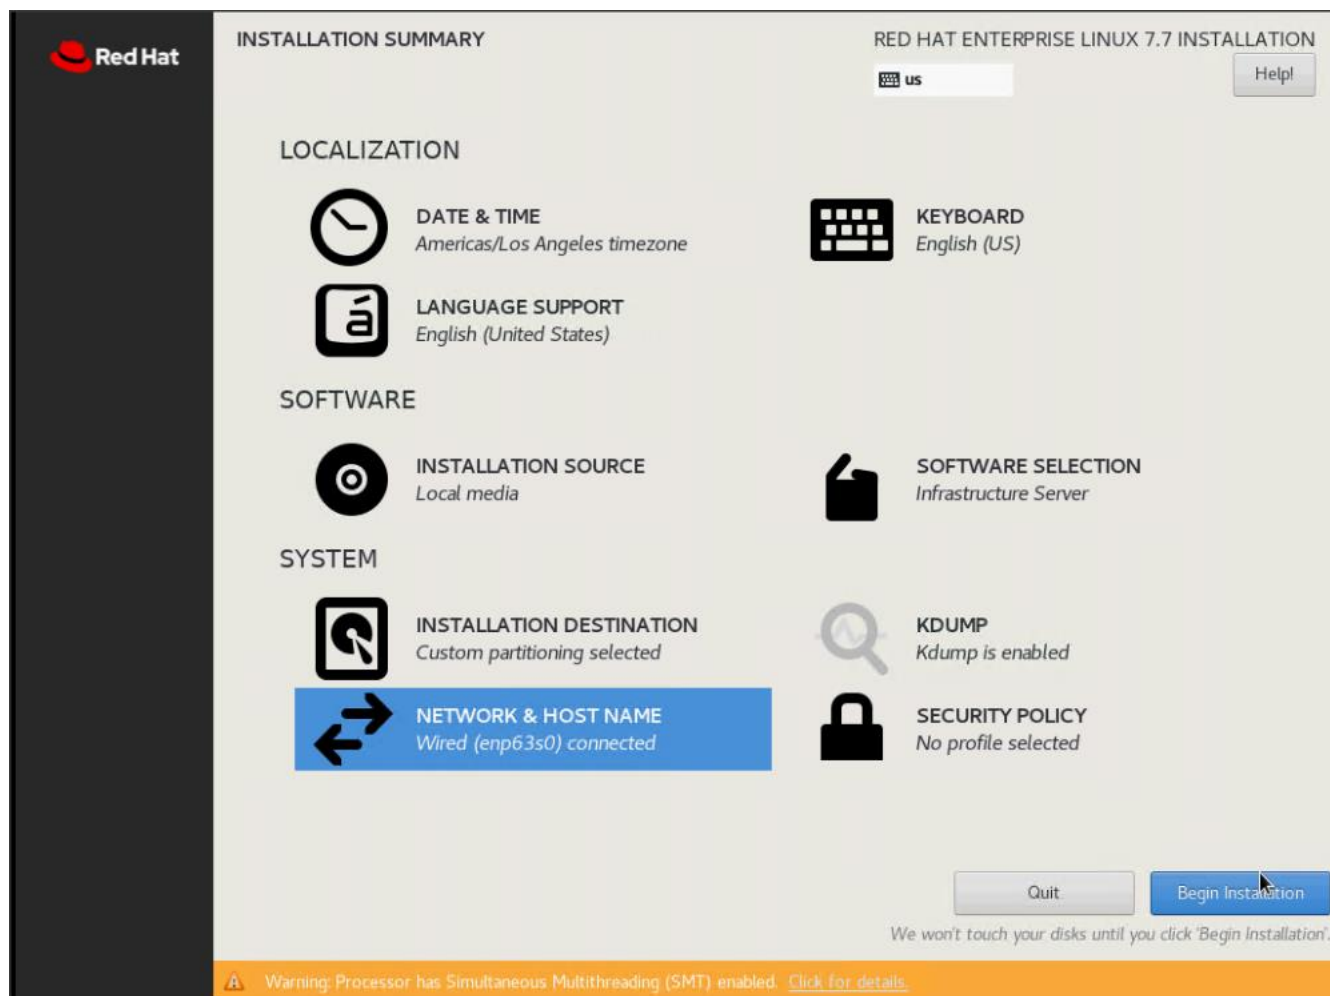 Red Hat
INSTALLATION SUMMARY
RED HAT ENTERPRISE LINUX 7.7 INSTALLATION
us
Help!
LOCALIZATION
DATE & TIME
Americas/Los Angeles timezone
KEYBOARD
English (US)
LANGUAGE SUPPORT
English (United States)
SOFTWARE
INSTALLATION SOURCE
Local media
SOFTWARE SELECTION
Infrastructure Server
SYSTEM
INSTALLATION DESTINATION
Custom partitioning selected
KDUMP
Kdump is enabled
NETWORK & HOST NAME
Wired (enp63s0) connected
SECURITY POLICY
No profile selected
Quit
Begin Installation
We won't touch your disks until you click 'Begin Installation'.
Warning: Processor has Simultaneous Multithreading (SMT) enabled. Click for details.